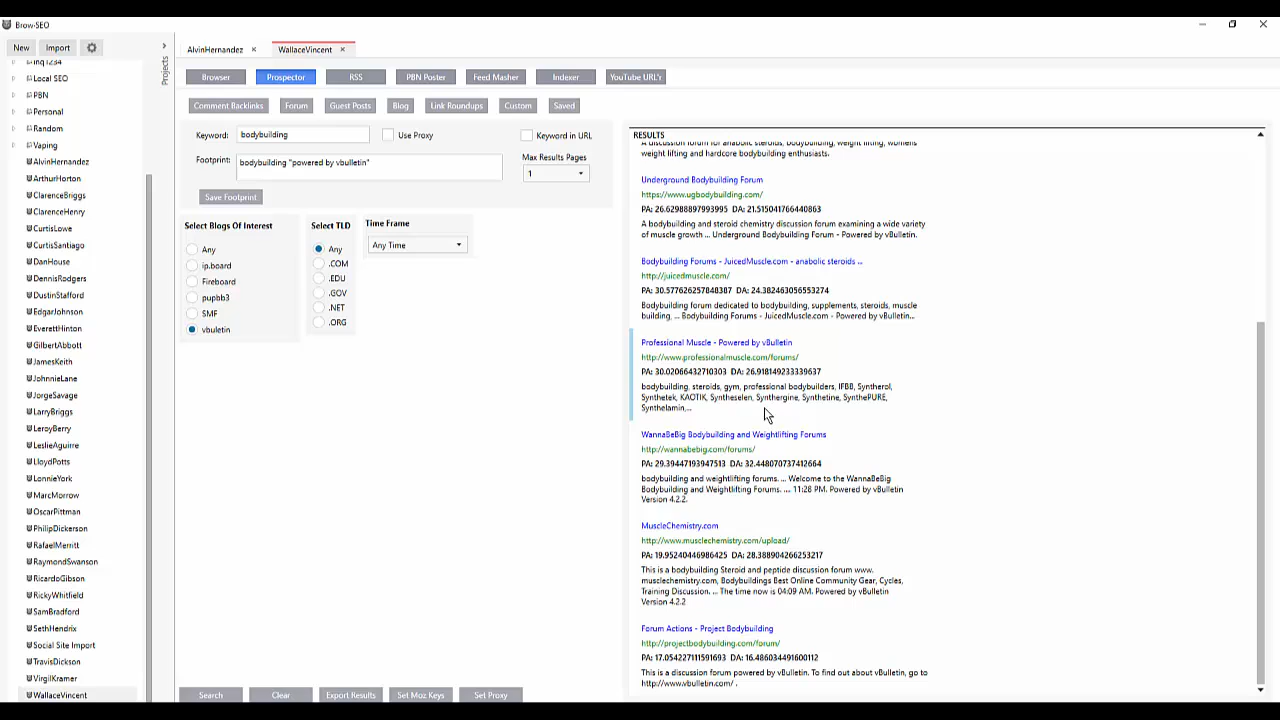 Brow-SEO
New Import
Projects
Inq1234
Local SEO
PBN
Personal
Random
Vaping
AlvinHernandez
ArthurHorton
ClarenceBriggs
ClarenceHenry
CurtisLowe
CurtisSantiago
DanHouse
DennisRodgers
DustinStafford
EdgarJohnson
EverettHinton
GilbertAbbott
JamesKeith
JohnnieLane
JorgeSavage
LarryBriggs
LeroyBerry
LeslieAguirre
LloydPotts
LonnieYork
MarcMorrow
OscarPittman
PhilipDickerson
RafaelMerritt
RaymondSwanson
RicardoGibson
RickyWhitfield
SamBradford
SethHendrix
Social Site Import
TravisDickson
VirgilKramer
WallaceVincent
AlvinHernandez × WallaceVincent ×
Browser Prospector RSS PBN Poster Feed Masher Indexer YouTube URL's
Comment Backlinks Forum Guest Posts Blog Link Roundups Custom Saved
Keyword: bodybuilding Use Proxy Keyword in URL
Footprint: bodybuilding "powered by vbulletin" Max Results Pages
1
Save Footprint
Select Blogs Of Interest
Any
ip.board
Fireboard
pupbb3
SMF
vbuletin
Select TLD
Any
.COM
.EDU
.GOV
.NET
.ORG
Time Frame
Any Time
Search Clear Export Results Set Moz Keys Set Proxy
RESULTS
A discussion forum for anabolic steroids, bodybuilding, weight lifting, womens
weight lifting and hardcore bodybuilding enthusiasts.
Underground Bodybuilding Forum
https://www.ugbodybuilding.com/
PA: 26.62988897993995 DA: 21.515041766440863
A bodybuilding and steroid chemistry discussion forum examining a wide variety
of muscle growth ... Underground Bodybuilding Forum - Powered by vBulletin.
Bodybuilding Forums - JuicedMuscle.com - anabolic steroids ...
http://juicedmuscle.com/
PA: 30.577626257848387 DA: 24.382463056553274
Bodybuilding forum dedicated to bodybuilding, supplements, steroids, muscle
building, ... Bodybuilding Forums - JuicedMuscle.com - Powered by vBulletin...
Professional Muscle - Powered by vBulletin
http://www.professionalmuscle.com/forums/
PA: 30.02066432710303 DA: 26.918149233339637
bodybuilding, steroids, gym, professional bodybuilders, IFBB, Syntherol,
Synthetek, KAOTIK, Syntheselen, Synthergine, Synthetine, SynthePURE,
Synthelamin,...
WannaBeBig Bodybuilding and Weightlifting Forums
http://wannabebig.com/forums/
PA: 29.39447193947513 DA: 32.448070737412664
bodybuilding and weightlifting forums. ... Welcome to the WannaBeBig
Bodybuilding and Weightlifting Forums. ... 11:28 PM. Powered by vBulletin
Version 4.2.2.
MuscleChemistry.com
http://www.musclechemistry.com/upload/
PA: 19.95240446986425 DA: 28.388904266253217
This is a bodybuilding Steroid and peptide discussion forum www.
musclechemistry.com, Bodybuildings Best Online Community Gear, Cycles,
Training Discussion. ... The time now is 04:09 AM. Powered by vBulletin
Version 4.2.2
Forum Actions - Project Bodybuilding
http://projectbodybuilding.com/forum/
PA: 17.054227111591693 DA: 16.486034491600112
This is a discussion forum powered by vBulletin. To find out about vBulletin, go to
http://www.vbulletin.com/ .